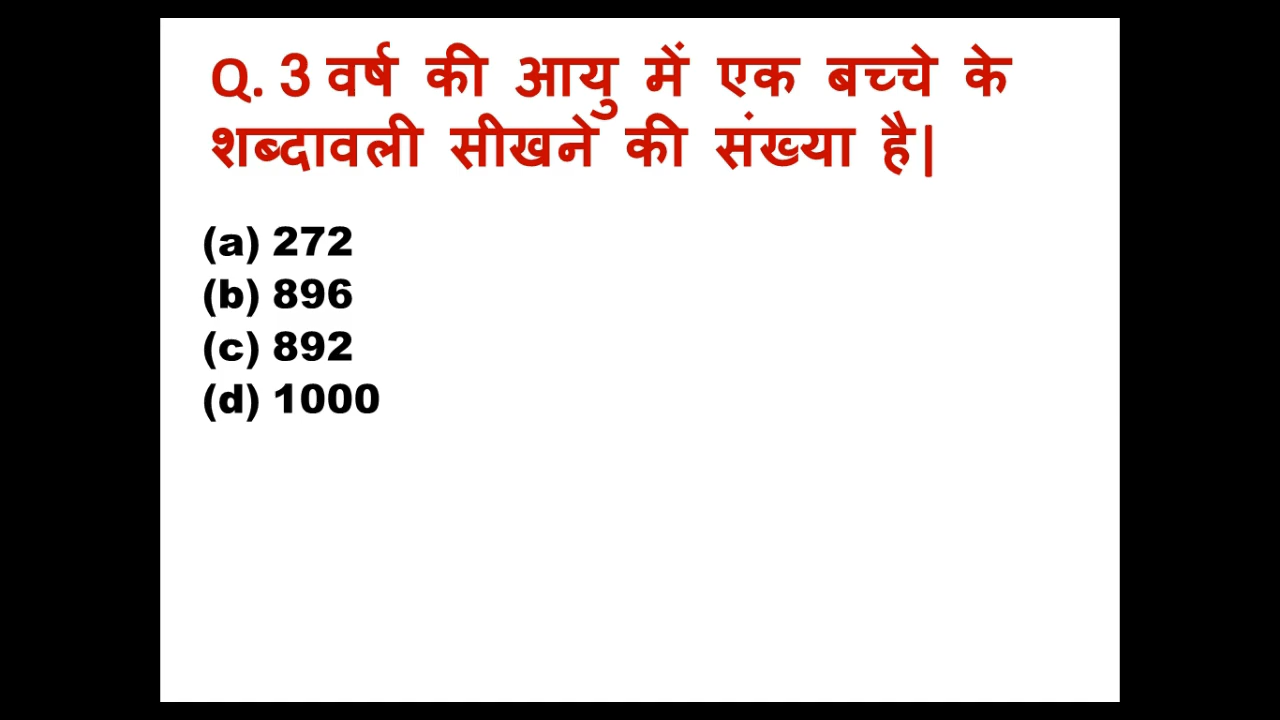 Q. 3 वर्ष की आयु में एक बच्चे के
शब्दावली सीखने की संख्या है|
(a) 272
(b) 896
(c) 892
(d) 1000